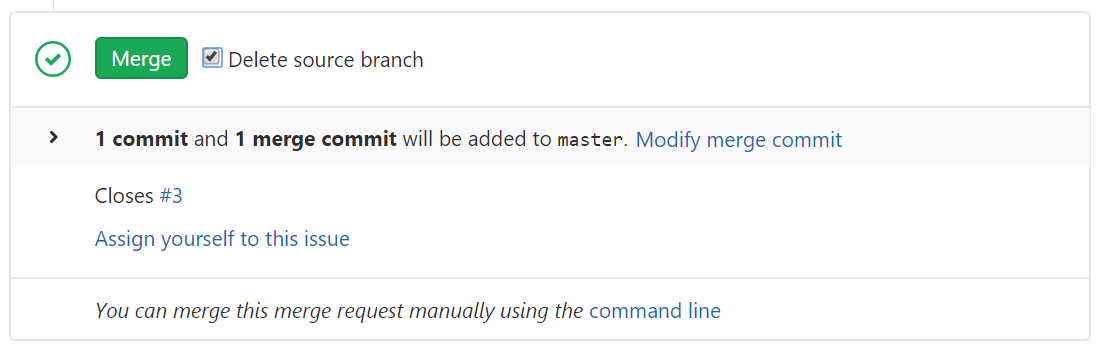 Merge Delete source branch
1 commit and 1 merge commit will be added to master. Modify merge commit
Closes #3
Assign yourself to this issue
You can merge this merge request manually using the command line